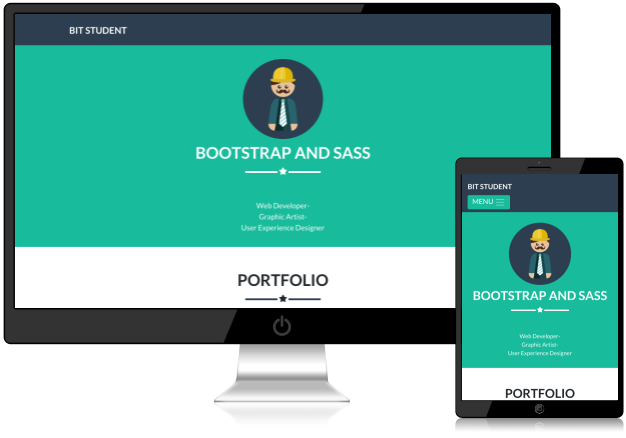 BIT STUDENT
BOOTSTRAP AND SASS
Web Developer-
Graphic Artist-
User Experience Designer
PORTFOLIO
BIT STUDENT
MENU
BOOTSTRAP AND SASS
Web Developer-
Graphic Artist-
User Experience Designer
PORTFOLIO